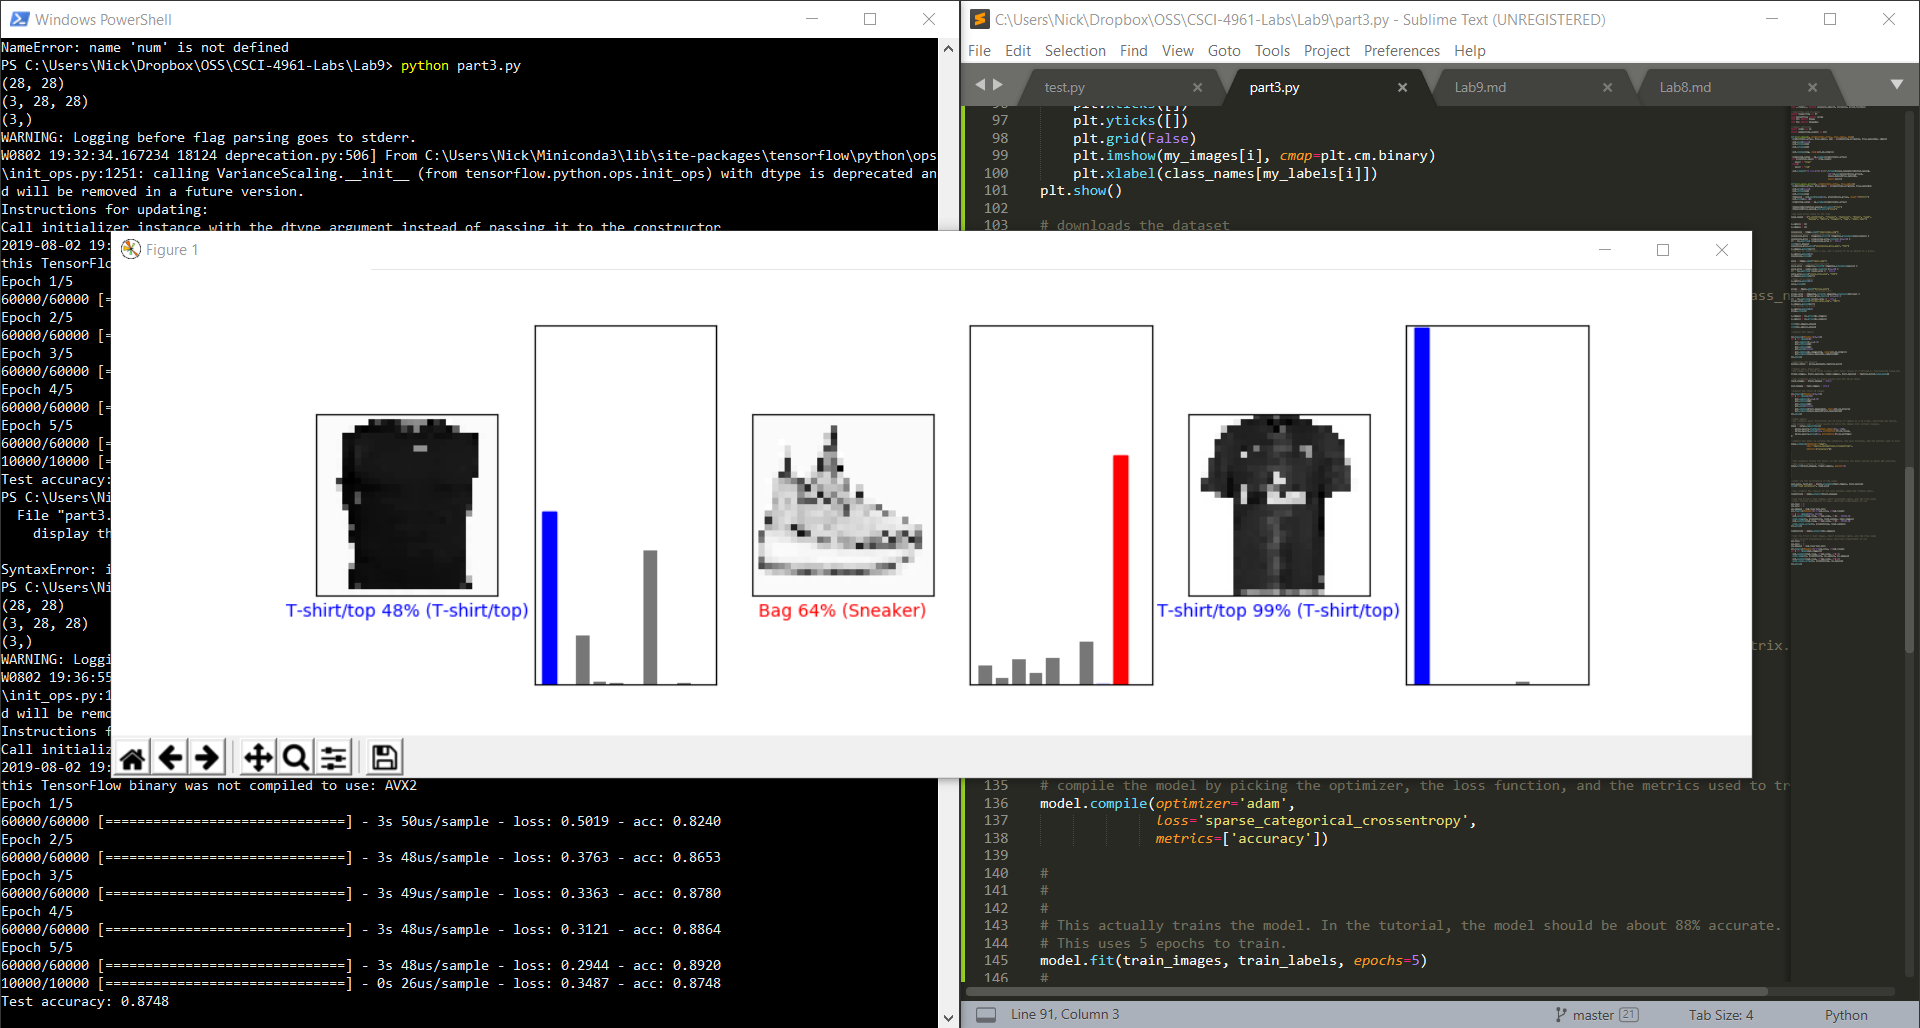 Windows PowerShell
NameError: name 'num' is not defined
PS C:\Users\Nick\Dropbox\OSS\CSCI-4961-Labs\Lab9> python part3.py
(28, 28)
(3, 28, 28)
(3,)
WARNING: Logging before flag parsing goes to stderr.
W0802 19:32:34.167234 18124 deprecation.py:506] From C:\Users\Nick\Miniconda3\lib\site-packages\tensorflow\python\ops
\init_ops.py:1251: calling VarianceScaling.__init__ (from tensorflow.python.ops.init_ops) with dtype is deprecated an
d will be removed in a future version.
Instructions for updating:
Call initializer instance with the dtype argument instead of passing it to the constructor
2019-08-02 19:
this TensorFlo
Epoch 1/5
60000/60000 [=
Epoch 2/5
60000/60000 [=
Epoch 3/5
60000/60000 [=
Epoch 4/5
60000/60000 [=
Epoch 5/5
60000/60000 [=
10000/10000 [=
Test accuracy:
PS C:\Users\Ni
File "part3.
display th
SyntaxError: i
PS C:\Users\Ni
(28, 28)
(3, 28, 28)
(3,)
WARNING: Loggi
W0802 19:36:55
\init_ops.py:1
d will be remo
Instructions f
Call initializ
2019-08-02 19:
this TensorFlow binary was not compiled to use: AVX2
Epoch 1/5
60000/60000 [==============================] - 3s 50us/sample - loss: 0.5019 - acc: 0.8240
Epoch 2/5
60000/60000 [==============================] - 3s 48us/sample - loss: 0.3763 - acc: 0.8653
Epoch 3/5
60000/60000 [==============================] - 3s 49us/sample - loss: 0.3363 - acc: 0.8780
Epoch 4/5
60000/60000 [==============================] - 3s 48us/sample - loss: 0.3121 - acc: 0.8864
Epoch 5/5
60000/60000 [==============================] - 3s 48us/sample - loss: 0.2944 - acc: 0.8920
10000/10000 [==============================] - 0s 26us/sample - loss: 0.3487 - acc: 0.8748
Test accuracy: 0.8748
Figure 1
T-shirt/top 48% (T-shirt/top)
Bag 64% (Sneaker)
T-shirt/top 99% (T-shirt/top)
C:\Users\Nick\Dropbox\OSS\CSCI-4961-Labs\Lab9\part3.py - Sublime Text (UNREGISTERED)
File Edit Selection Find View Goto Tools Project Preferences Help
test.py part3.py Lab9.md Lab8.md
96 plt.xticks([])
97 plt.yticks([])
98 plt.grid(False)
99 plt.imshow(my_images[i], cmap=plt.cm.binary)
100 plt.xlabel(class_names[my_labels[i]])
101 plt.show()
102
103 # downloads the dataset
ass_n
trix.
135 # compile the model by picking the optimizer, the loss function, and the metrics used to tr
136 model.compile(optimizer='adam',
137 loss='sparse_categorical_crossentropy',
138 metrics=['accuracy'])
139
140 #
141 #
142 #
143 # This actually trains the model. In the tutorial, the model should be about 88% accurate.
144 # This uses 5 epochs to train.
145 model.fit(train_images, train_labels, epochs=5)
146 #
Line 91, Column 3
master 21
Tab Size: 4
Python